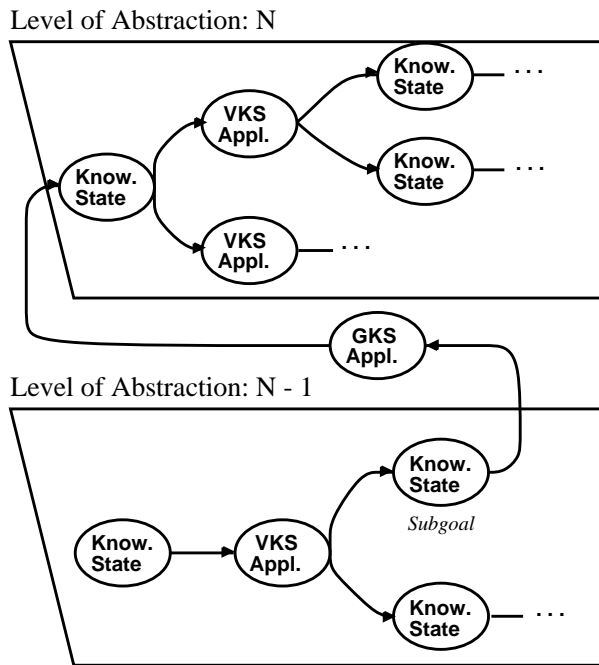 Level of Abstraction: N
Know.
State
...
VKS
Appl.
Know.
State
...
Know.
State
VKS
Appl.
...
GKS
Appl.
Level of Abstraction: N - 1
Know.
State
Subgoal
Know.
State
VKS
Appl.
Know.
State
...